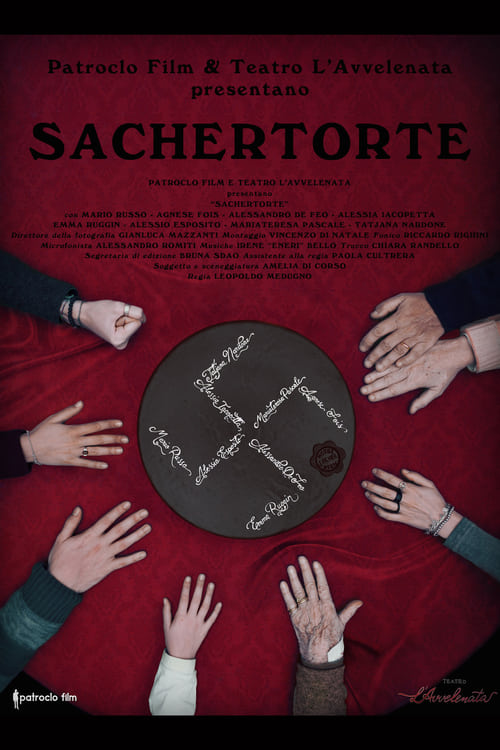 Patroclo Film & Teatro L'Avvelenata
presentano
SACHERTORTE
PATROCLO FILM E TEATRO L'AVVELENATA
presentano
"SACHERTORTE"
con MARIO RUSSO - AGNESE FOIS - ALESSANDRO DE FEO - ALESSIA IACOPETTA
EMMA RUGGIN - ALESSIO ESPOSITO - MARIATERESA PASCALE - TATJANA NARDONE
Direttore della fotografia GIANLUCA MAZZANTI Montaggio VINCENZO DI NATALE Fonico RICCARDO RIGHINI
Microfonista ALESSANDRO ROMITI Musiche IRENE "ENERI" BELLO Trucco CHIARA RANDELLO
Segretaria di edizione BRUNA SDAO Assistente alla regia PAOLA CULTRERA
Soggetto e sceneggiatura AMELIA DI CORSO
Regia LEOPOLDO MEDUGNO
Tatjana Nardone
Alessia Iacopetta
Mariateresa Pascale
Agnese Fois
Mario Russo
Alessio Esposito
Alessandro De Feo
Emma Ruggin
patroclo film
TEATRO
L'Avvelenata